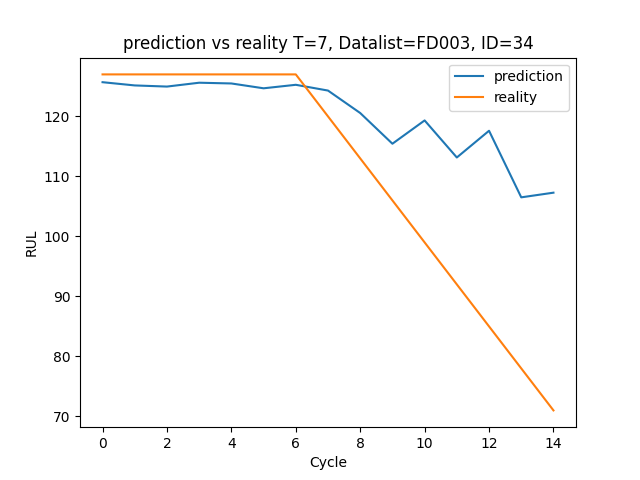 prediction vs reality T=7, Datalist=FD003, ID=34
prediction
reality
120
110
100
90
80
70
RUL
0 2 4 6 8 10 12 14
Cycle